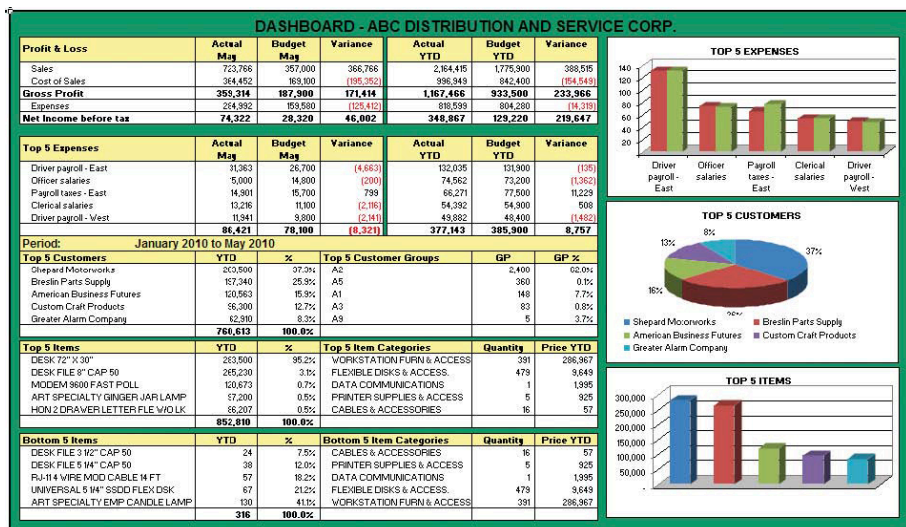 DASHBOARD - ABC DISTRIBUTION AND SERVICE CORP.
Profit & Loss Actual May Budget May Variance Actual YTD Budget YTD Variance
Sales 723,766 357,000 366,766 2,164,415 1,775,900 388,515
Cost of Sales 364,452 169,100 (195,352) 996,949 842,400 (154,549)
Gross Profit 359,314 187,900 171,414 1,167,466 933,500 233,966
Expenses 284,992 159,580 (125,412) 818,599 804,280 (14,319)
Net Income before tax 74,322 28,320 46,002 348,867 129,220 219,647
Top 5 Expenses Actual May Budget May Variance Actual YTD Budget YTD Variance
Driver payroll - East 31,363 26,700 (4,663) 132,035 131,900 (135)
Officer salaries 15,000 14,800 (200) 74,562 73,200 (1,362)
Payroll taxes - East 14,901 15,700 799 66,271 77,500 11,229
Clerical salaries 13,216 11,100 (2,116) 54,392 54,900 508
Driver payroll - West 11,941 9,800 (2,141) 49,882 48,400 (1,482)
86,421 78,100 (8,321) 377,143 385,900 8,757
Period: January 2010 to May 2010
Top 5 Customers YTD % Top 5 Customer Groups GP GP %
Shepard Motorworks 283,500 37.3% A2 2,400 62.0%
Breslin Parts Supply 197,340 25.9% A5 360 0.1%
American Business Futures 120,563 15.9% A1 148 7.7%
Custom Craft Products 96,300 12.7% A3 83 0.8%
Greater Alarm Company 62,910 8.3% A9 5 3.7%
760,613 100.0%
Top 5 Items YTD % Top 5 Item Categories Quantity Price YTD
DESK 72" X 30" 283,500 95.2% WORKSTATION FURN & ACCESS 391 286,967
DESK FILE 8" CAP 50 265,230 3.1% FLEXIBLE DISKS & ACCESS. 479 9,649
MODEM 9600 FAST POLL 120,673 0.7% DATA COMMUNICATIONS 1 1,995
ART SPECIALTY GINGER JAR LAMP 97,200 0.5% PRINTER SUPPLIES & ACCESS 5 925
HON 2 DRAWER LETTER FLE W/O LK 86,207 0.5% CABLES & ACCESSORIES 16 57
852,810 100.0%
Bottom 5 Items YTD % Bottom 5 Item Categories Quantity Price YTD
DESK FILE 3 1/2" CAP 50 24 7.5% CABLES & ACCESSORIES 16 57
DESK FILE 5 1/4" CAP 50 38 12.0% PRINTER SUPPLIES & ACCESS 5 925
RJ-114 WIRE MOD CABLE 14 FT 57 18.2% DATA COMMUNICATIONS 1 1,995
UNIVERSAL 5 1/4" SSDD FLEX DSK 67 21.2% FLEXIBLE DISKS & ACCESS. 479 9,649
ART SPECIALTY EMP CANDLE LAMP 130 41.1% WORKSTATION FURN & ACCESS 391 286,967
316 100.0%
TOP 5 EXPENSES
140
120
100
80
60
40
20
Driver payroll - East
Officer salaries
Payroll taxes - East
Clerical salaries
Driver payroll - West
TOP 5 CUSTOMERS
8%
13%
37%
16%
26%
Shepard Motorworks Breslin Parts Supply
American Business Futures Custom Craft Products
Greater Alarm Company
TOP 5 ITEMS
300,000
250,000
200,000
150,000
100,000
50,000
-